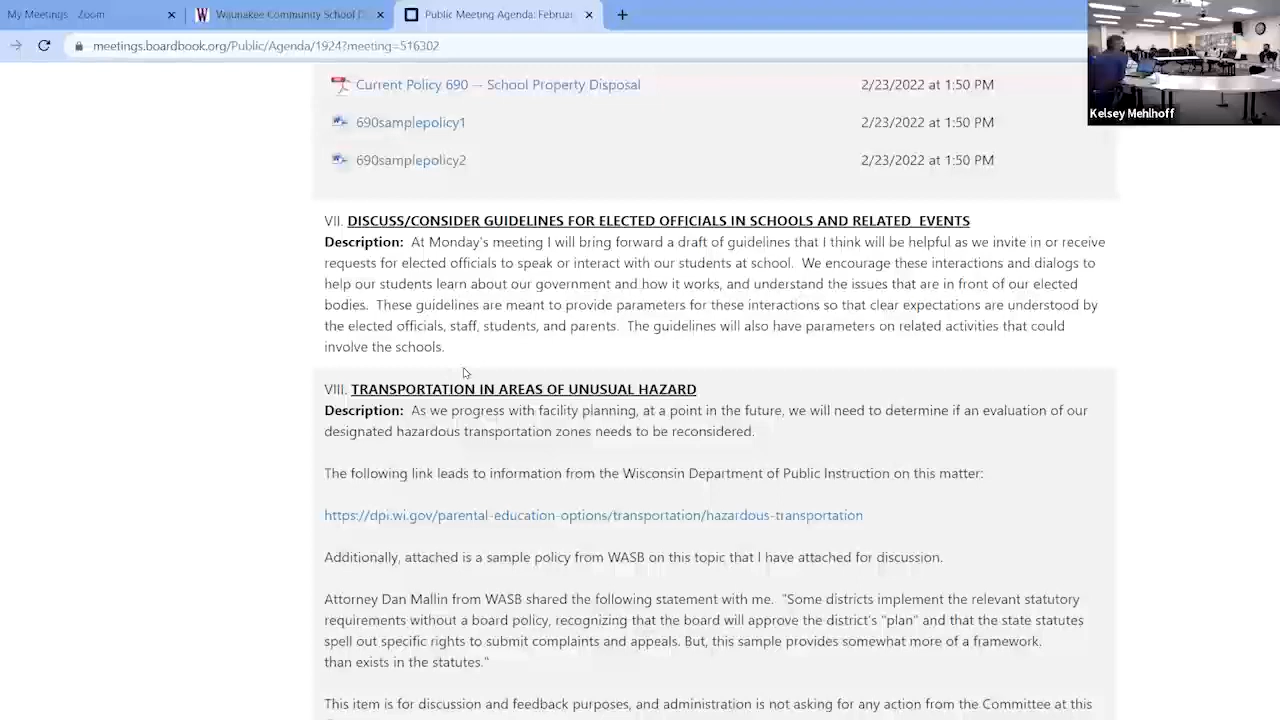 My Meetings - Zoom
Waunakee Community School D
Public Meeting Agenda: Februar
meetings.boardbook.org/Public/Agenda/1924?meeting=516302
Kelsey Mehlhoff
Current Policy School Property Disposal 2/23/2022 at 1:50 PM
2/23/2022 at 1:50 PM
2/23/2022 at 1:50 PM
VII. DISCUSS/CONSIDER GUIDELINES FOR ELECTED OFFICIALS IN SCHOOLS AND RELATED EVENTS
Description: At Monday's meeting I will bring forward a draft of guidelines that I think will be helpful as we invite in or receive
requests for elected officials to speak or interact with our students at school. We encourage these interactions and dialogs to
help our students learn about our government and how it works, and understand the issues that are in front of our elected
bodies. These guidelines are meant to provide parameters for these interactions so that clear expectations are understood by
the elected officials, staff, students, and parents. The guidelines will also have parameters on related activities that could
involve the schools.
VIII. TRANSPORTATION IN AREAS OF UNUSUAL HAZARD
Description: As we progress with facility planning, at a point in the future, we will need to determine if an evaluation of our
designated hazardous transportation zones needs to be reconsidered.
The following link leads to information from the Wisconsin Department of Public Instruction on this matter:
https://dpi.wi.gov/parental-education-options/transportation/hazardous-transportation
Additionally, attached is a sample policy from WASB on this topic that I have attached for discussion.
Attorney Dan Mallin from WASB shared the following statement with me. "Some districts implement the relevant statutory
requirements without a board policy, recognizing that the board will approve the district's "plan" and that the state statutes
spell out specific rights to submit complaints and appeals. But, this sample provides somewhat more of a framework.
than exists in the statutes."
This item is for discussion and feedback purposes, and administration is not asking for any action from the Committee at this